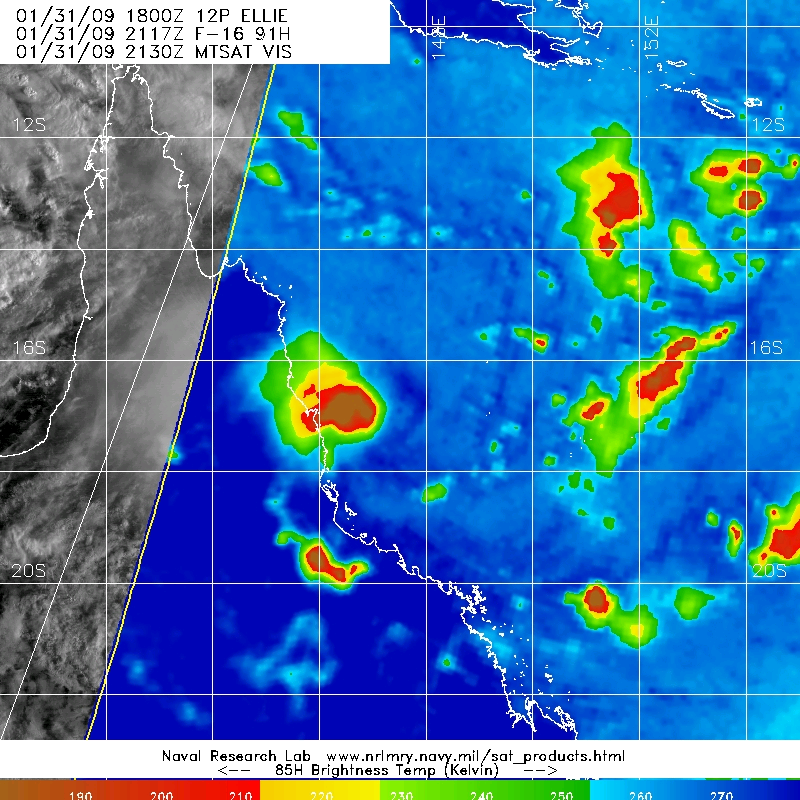 01/31/09 1800Z 12P ELLIE
01/31/09 2117Z F-16 91H
01/31/09 2130Z MTSAT VIS
148E
152E
12S 12S
16S 16S
20S 20S
Naval Research Lab www.nrlmry.navy.mil/sat_products.html
<-- 85H Brightness Temp (Kelvin) -->
190 200 210 220 230 240 250 260 270